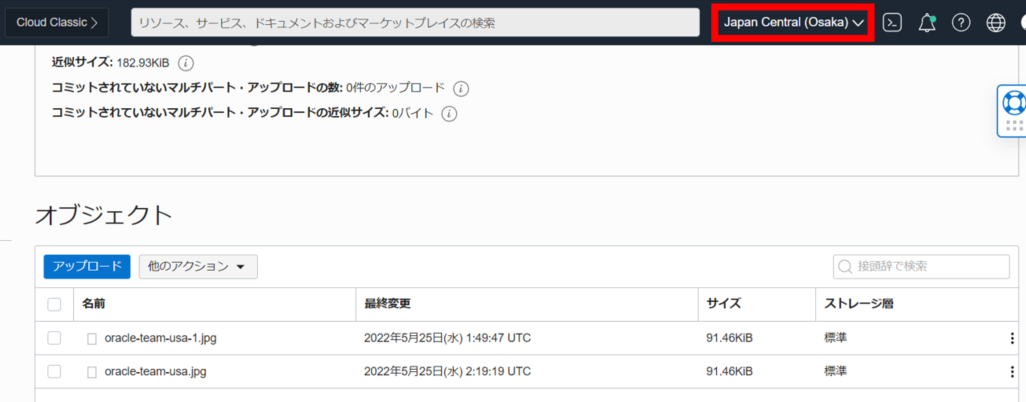 Cloud Classic
リソース、サービス、ドキュメントおよびマーケットプレイスの検索
Japan Central (Osaka)
近似サイズ: 182.93KiB
コミットされていないマルチパート・アップロードの数: 0件のアップロード
コミットされていないマルチパート・アップロードの近似サイズ: 0バイト
オブジェクト
アップロード 他のアクション 接頭辞で検索
名前 最終変更 サイズ ストレージ層
oracle-team-usa-1.jpg 2022年5月25日(水) 1:49:47 UTC 91.46KiB 標準
oracle-team-usa.jpg 2022年5月25日(水) 2:19:19 UTC 91.46KiB 標準